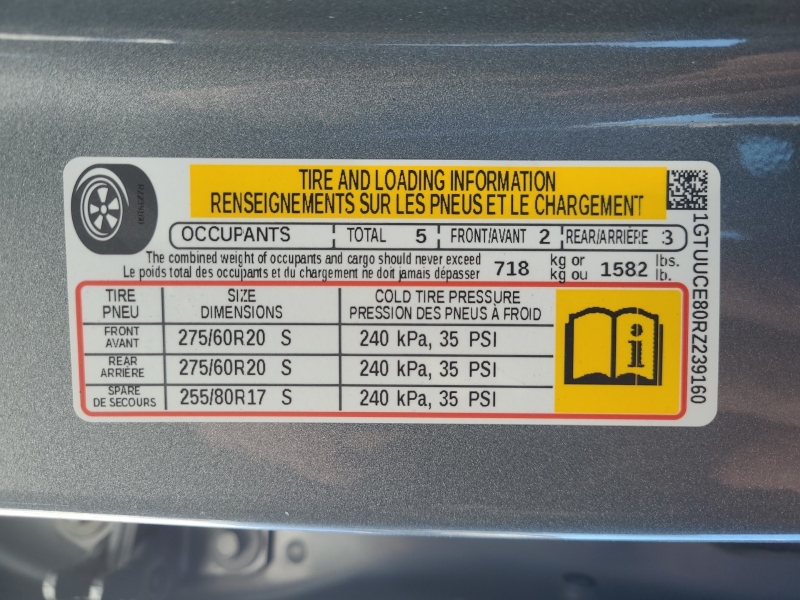 TIRE AND LOADING INFORMATION
RENSEIGNEMENTS SUR LES PNEUS ET LE CHARGEMENT
OCCUPANTS TOTAL 5 FRONT/AVANT 2 REAR/ARRIÈRE 3
The combined weight of occupants and cargo should never exceed 718 kg or 1582 lbs.
Le poids total des occupants et du chargement ne doit jamais dépasser kg ou lb.
TIRE SIZE COLD TIRE PRESSURE
PNEU DIMENSIONS PRESSION DES PNEUS À FROID
FRONT
AVANT 275/60R20 S 240 kPa, 35 PSI
REAR
ARRIÈRE 275/60R20 S 240 kPa, 35 PSI
SPARE
DE SECOURS 255/80R17 S 240 kPa, 35 PSI
i
1GTUUCE80RZ239160